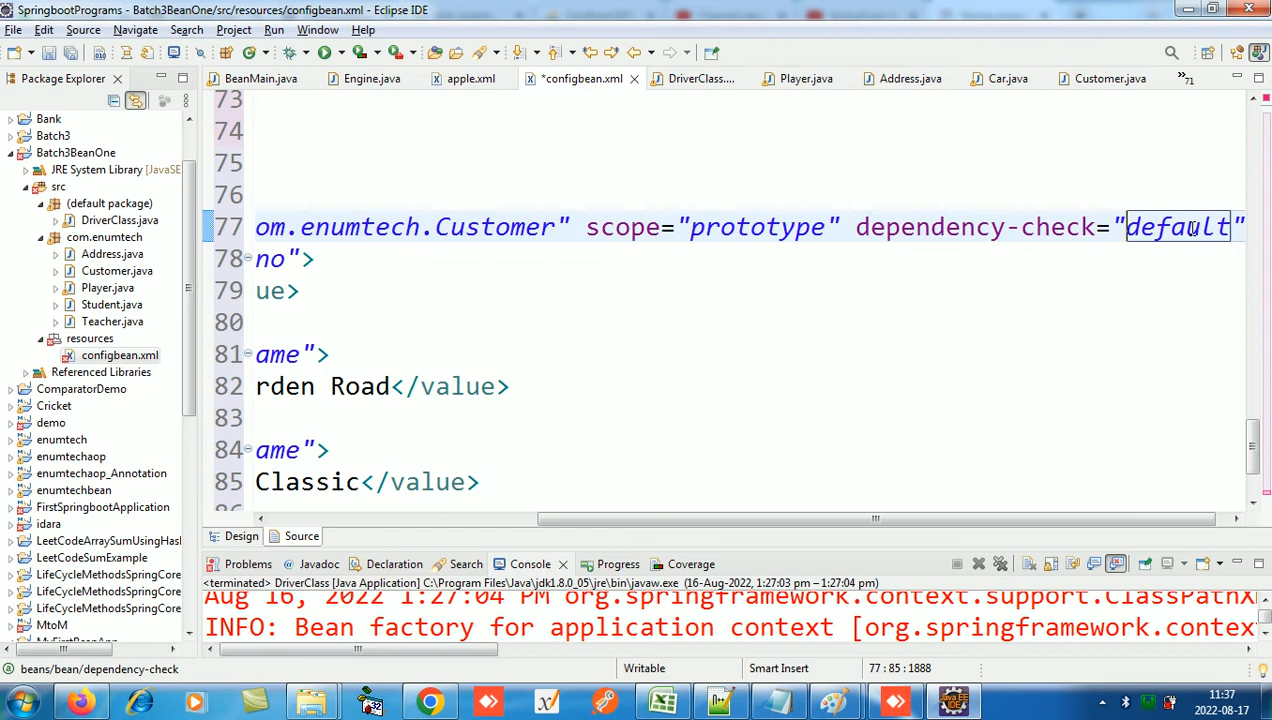 SpringbootPrograms - Batch3BeanOne/src/resources/configbean.xml - Eclipse IDE
File Edit Source Navigate Search Project Run Window Help
Package Explorer
BeanMain.java Engine.java apple.xml *configbean.xml DriverClass.... Player.java Address.java Car.java Customer.java »71
Bank
Batch3
Batch3BeanOne
JRE System Library [JavaSE
src
(default package)
DriverClass.java
com.enumtech
Address.java
Customer.java
Player.java
Student.java
Teacher.java
resources
configbean.xml
Referenced Libraries
ComparatorDemo
Cricket
demo
enumtech
enumtechaop
enumtechaop_Annotation
enumtechbean
FirstSpringbootApplication
idara
LeetCodeArraySumUsingHasl
LeetCodeSumExample
LifeCycleMethodsSpringCore
LifeCycleMethodsSpringCore
LifeCycleMethodsSpringCore
MtoM
MyFirstBeanApp
73
74
75
76
77 om.enumtech.Customer" scope="prototype" dependency-check="default"
78 no">
79 ue>
80
81 ame">
82 rden Road</value>
83
84 ame">
85 Classic</value>
Design Source
Problems Javadoc Declaration Search Console Progress Coverage
<terminated> DriverClass [Java Application] C:\Program Files\Java\jdk1.8.0_05\jre\bin\javaw.exe (16-Aug-2022, 1:27:03 pm – 1:27:04 pm)
Aug 16, 2022 1:27:04 PM org.springframework.context.support.ClassPathX
INFO: Bean factory for application context [org.springframework.context
beans/bean/dependency-check Writable Smart Insert 77 : 85 : 1888
11:37
2022-08-17